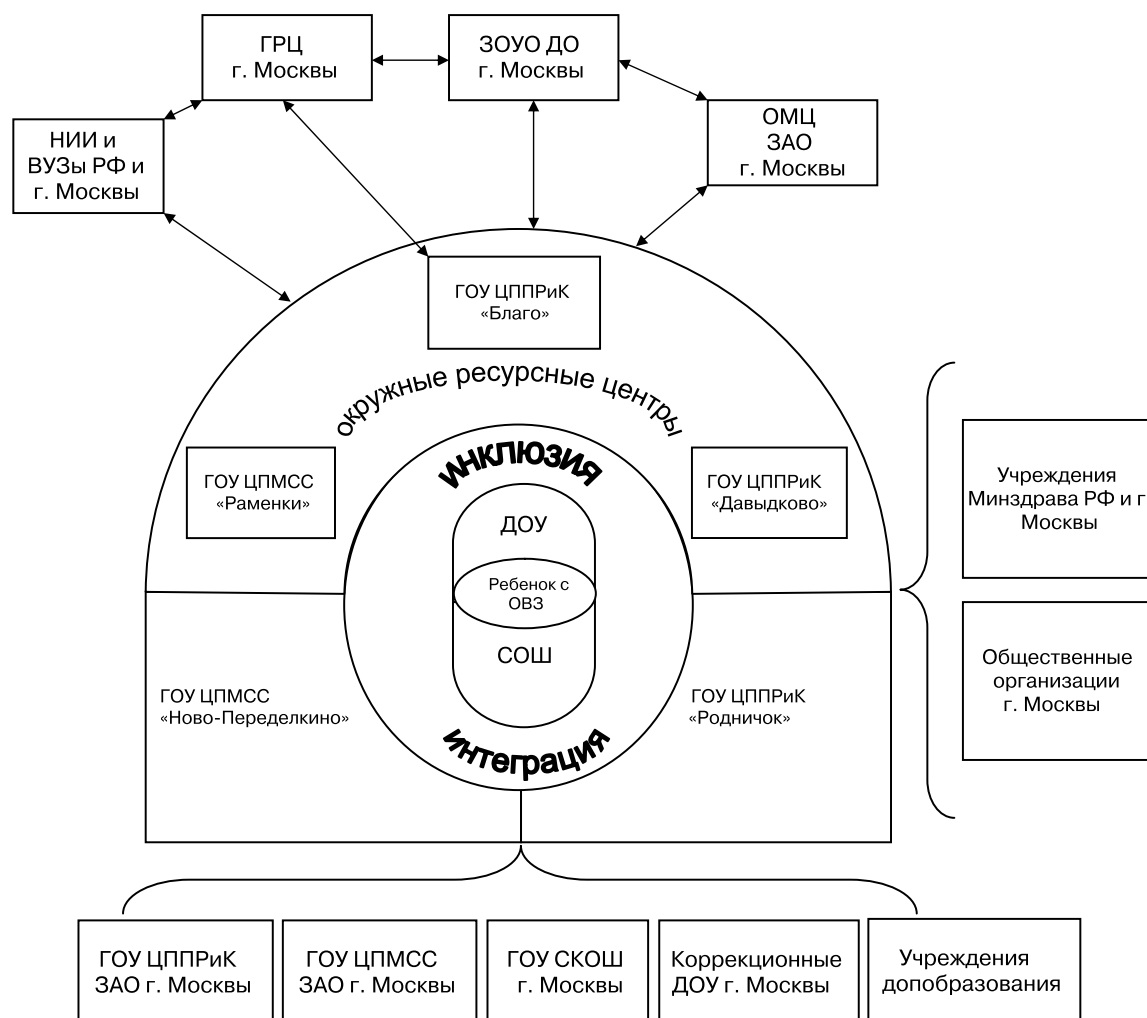 ГРЦ
г. Москвы
ЗОУО ДО
г. Москвы
НИИ и
ВУЗы РФ и
г. Москвы
ОМЦ
ЗАО
г. Москвы
ГОУ ЦППРиК
«Благо»
окружные ресурсные центры
ГОУ ЦПМСС
«Раменки»
ИНКЛЮЗИЯ
ГОУ ЦППРиК
«Давыдково»
ДОУ
Ребенок с
ОВЗ
СОШ
ГОУ ЦПМСС
«Ново-Переделкино»
ГОУ ЦППРиК
«Родничок»
интеграция
Учреждения
Минздрава РФ и г
Москвы
Общественные
организации
г. Москвы
ГОУ ЦППРиК
ЗАО г. Москвы
ГОУ ЦПМСС
ЗАО г. Москвы
ГОУ СКОШ
г. Москвы
Коррекционные
ДОУ г. Москвы
Учреждения
допобразования